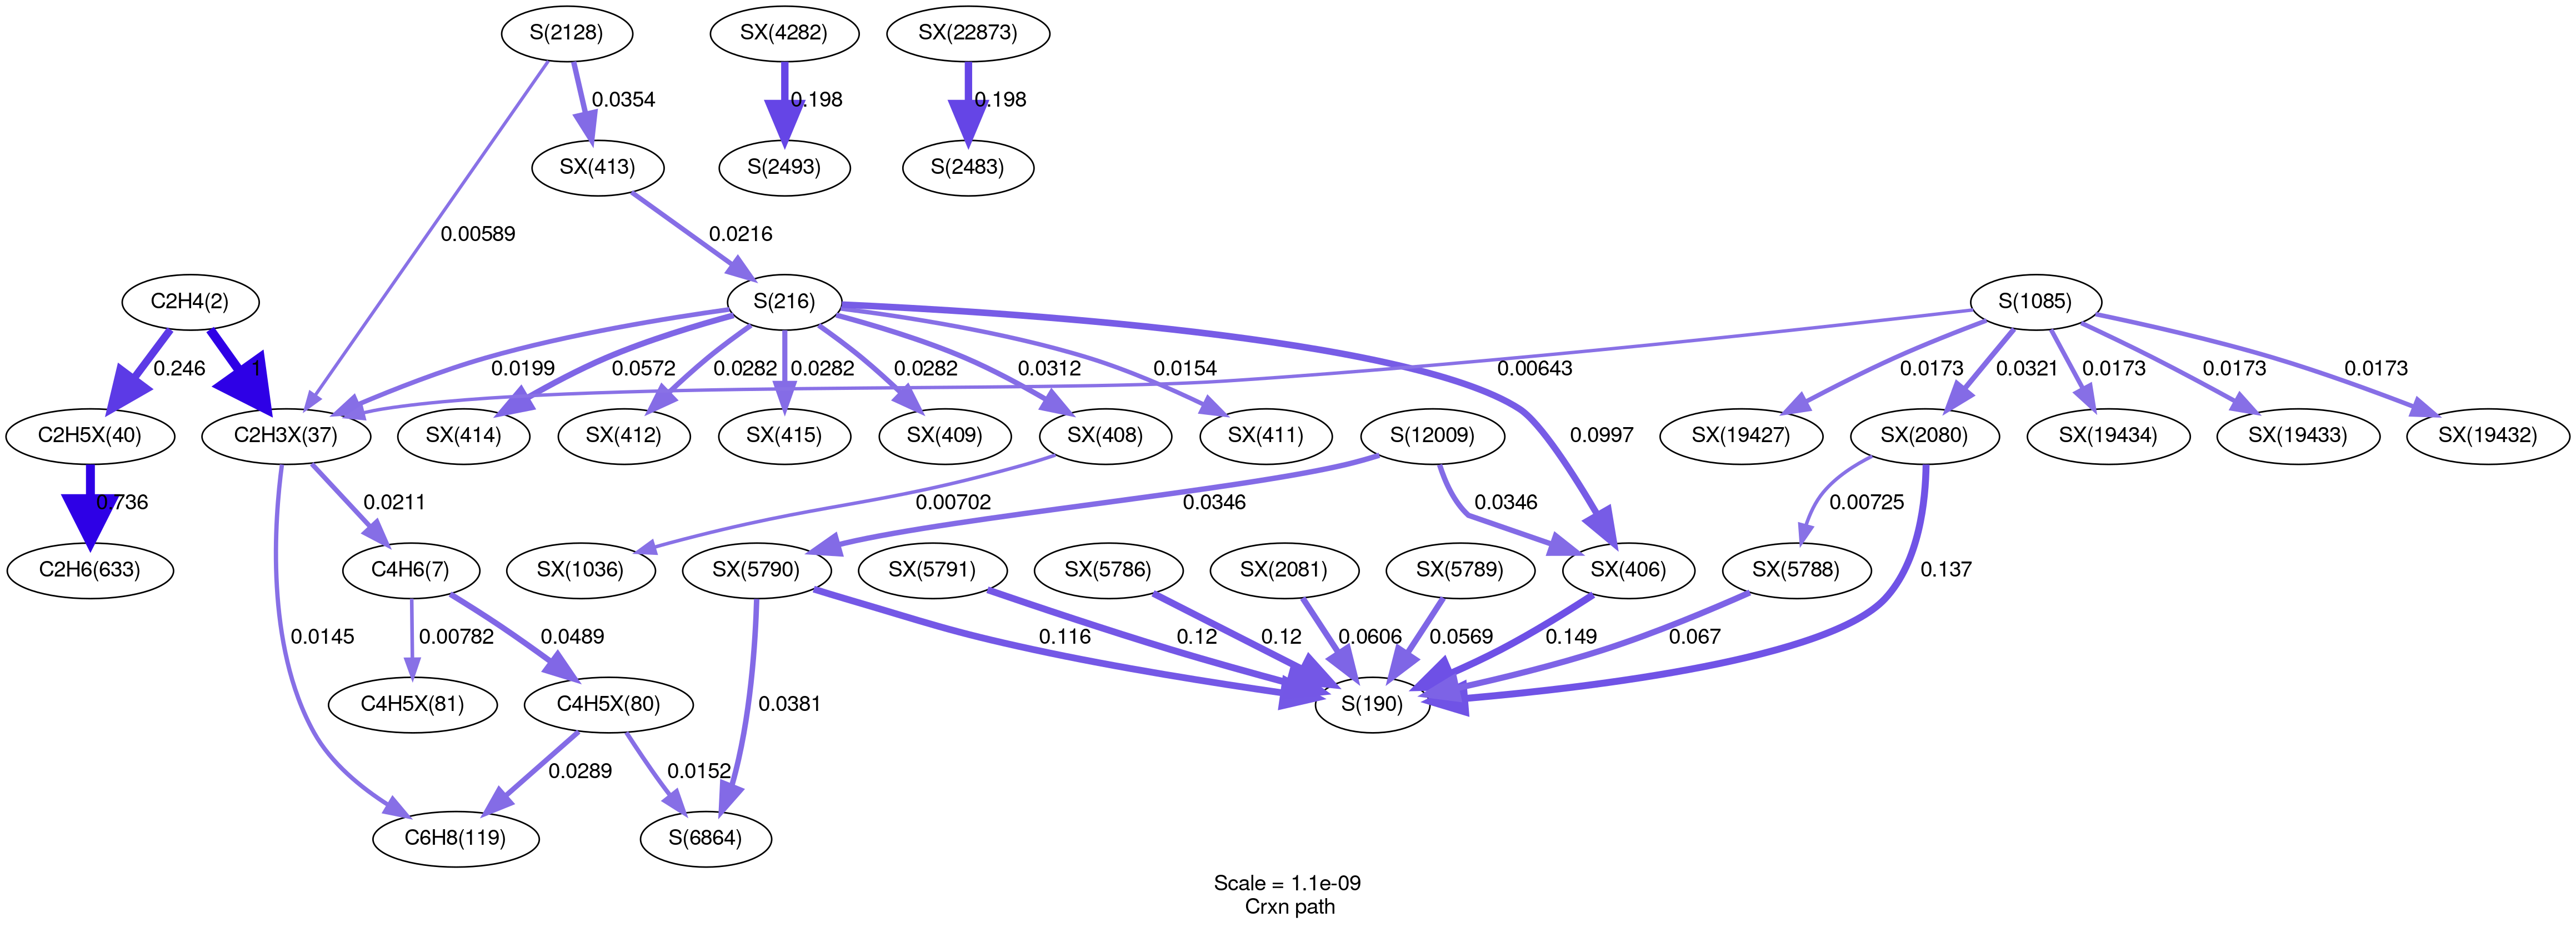 S(2128)
SX(4282)
SX(22873)
0.0354
0.198
0.198
SX(413)
S(2493)
S(2483)
0.00589
0.0216
C2H4(2)
S(216)
S(1085)
0.246
1
0.0199
0.0572
0.0282
0.0282
0.0282
0.0312
0.0154
0.00643
0.0173
0.0321
0.0173
0.0173
0.0173
C2H5X(40)
C2H3X(37)
SX(414)
SX(412)
SX(415)
SX(409)
SX(408)
SX(411)
S(12009)
0.0997
SX(19427)
SX(2080)
SX(19434)
SX(19433)
SX(19432)
0.736
0.0211
0.00702
0.0346
0.0346
0.00725
C2H6(633)
C4H6(7)
SX(1036)
SX(5790)
SX(5791)
SX(5786)
SX(2081)
SX(5789)
SX(406)
SX(5788)
0.137
0.0145
0.00782
0.0489
0.116
0.12
0.12
0.0606
0.0569
0.149
0.067
C4H5X(81)
C4H5X(80)
0.0381
S(190)
0.0289
0.0152
C6H8(119)
S(6864)
Scale = 1.1e-09
Crxn path